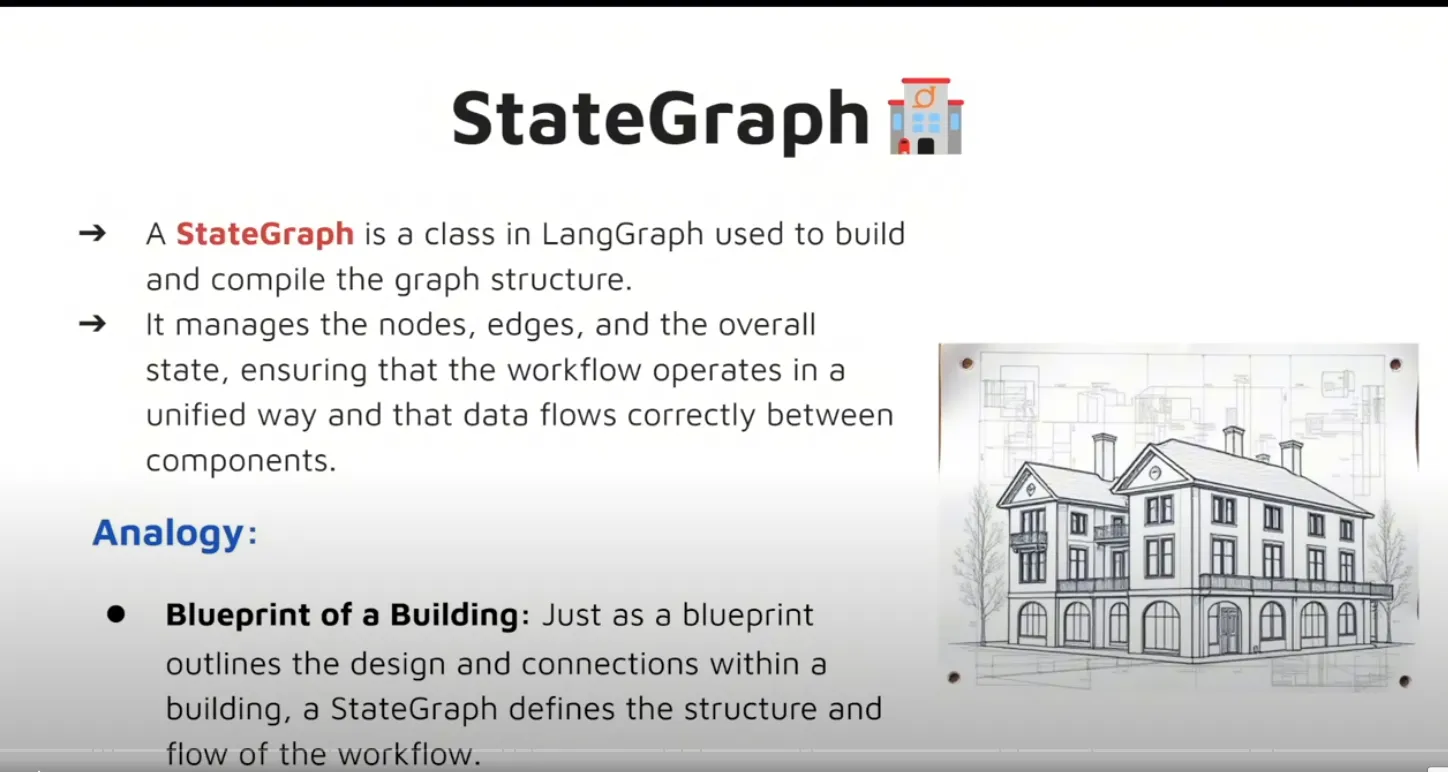 StateGraph
➔ A StateGraph is a class in LangGraph used to build
and compile the graph structure.
➔ It manages the nodes, edges, and the overall
state, ensuring that the workflow operates in a
unified way and that data flows correctly between
components.
Analogy:
● Blueprint of a Building: Just as a blueprint
outlines the design and connections within a
building, a StateGraph defines the structure and
flow of the workflow.